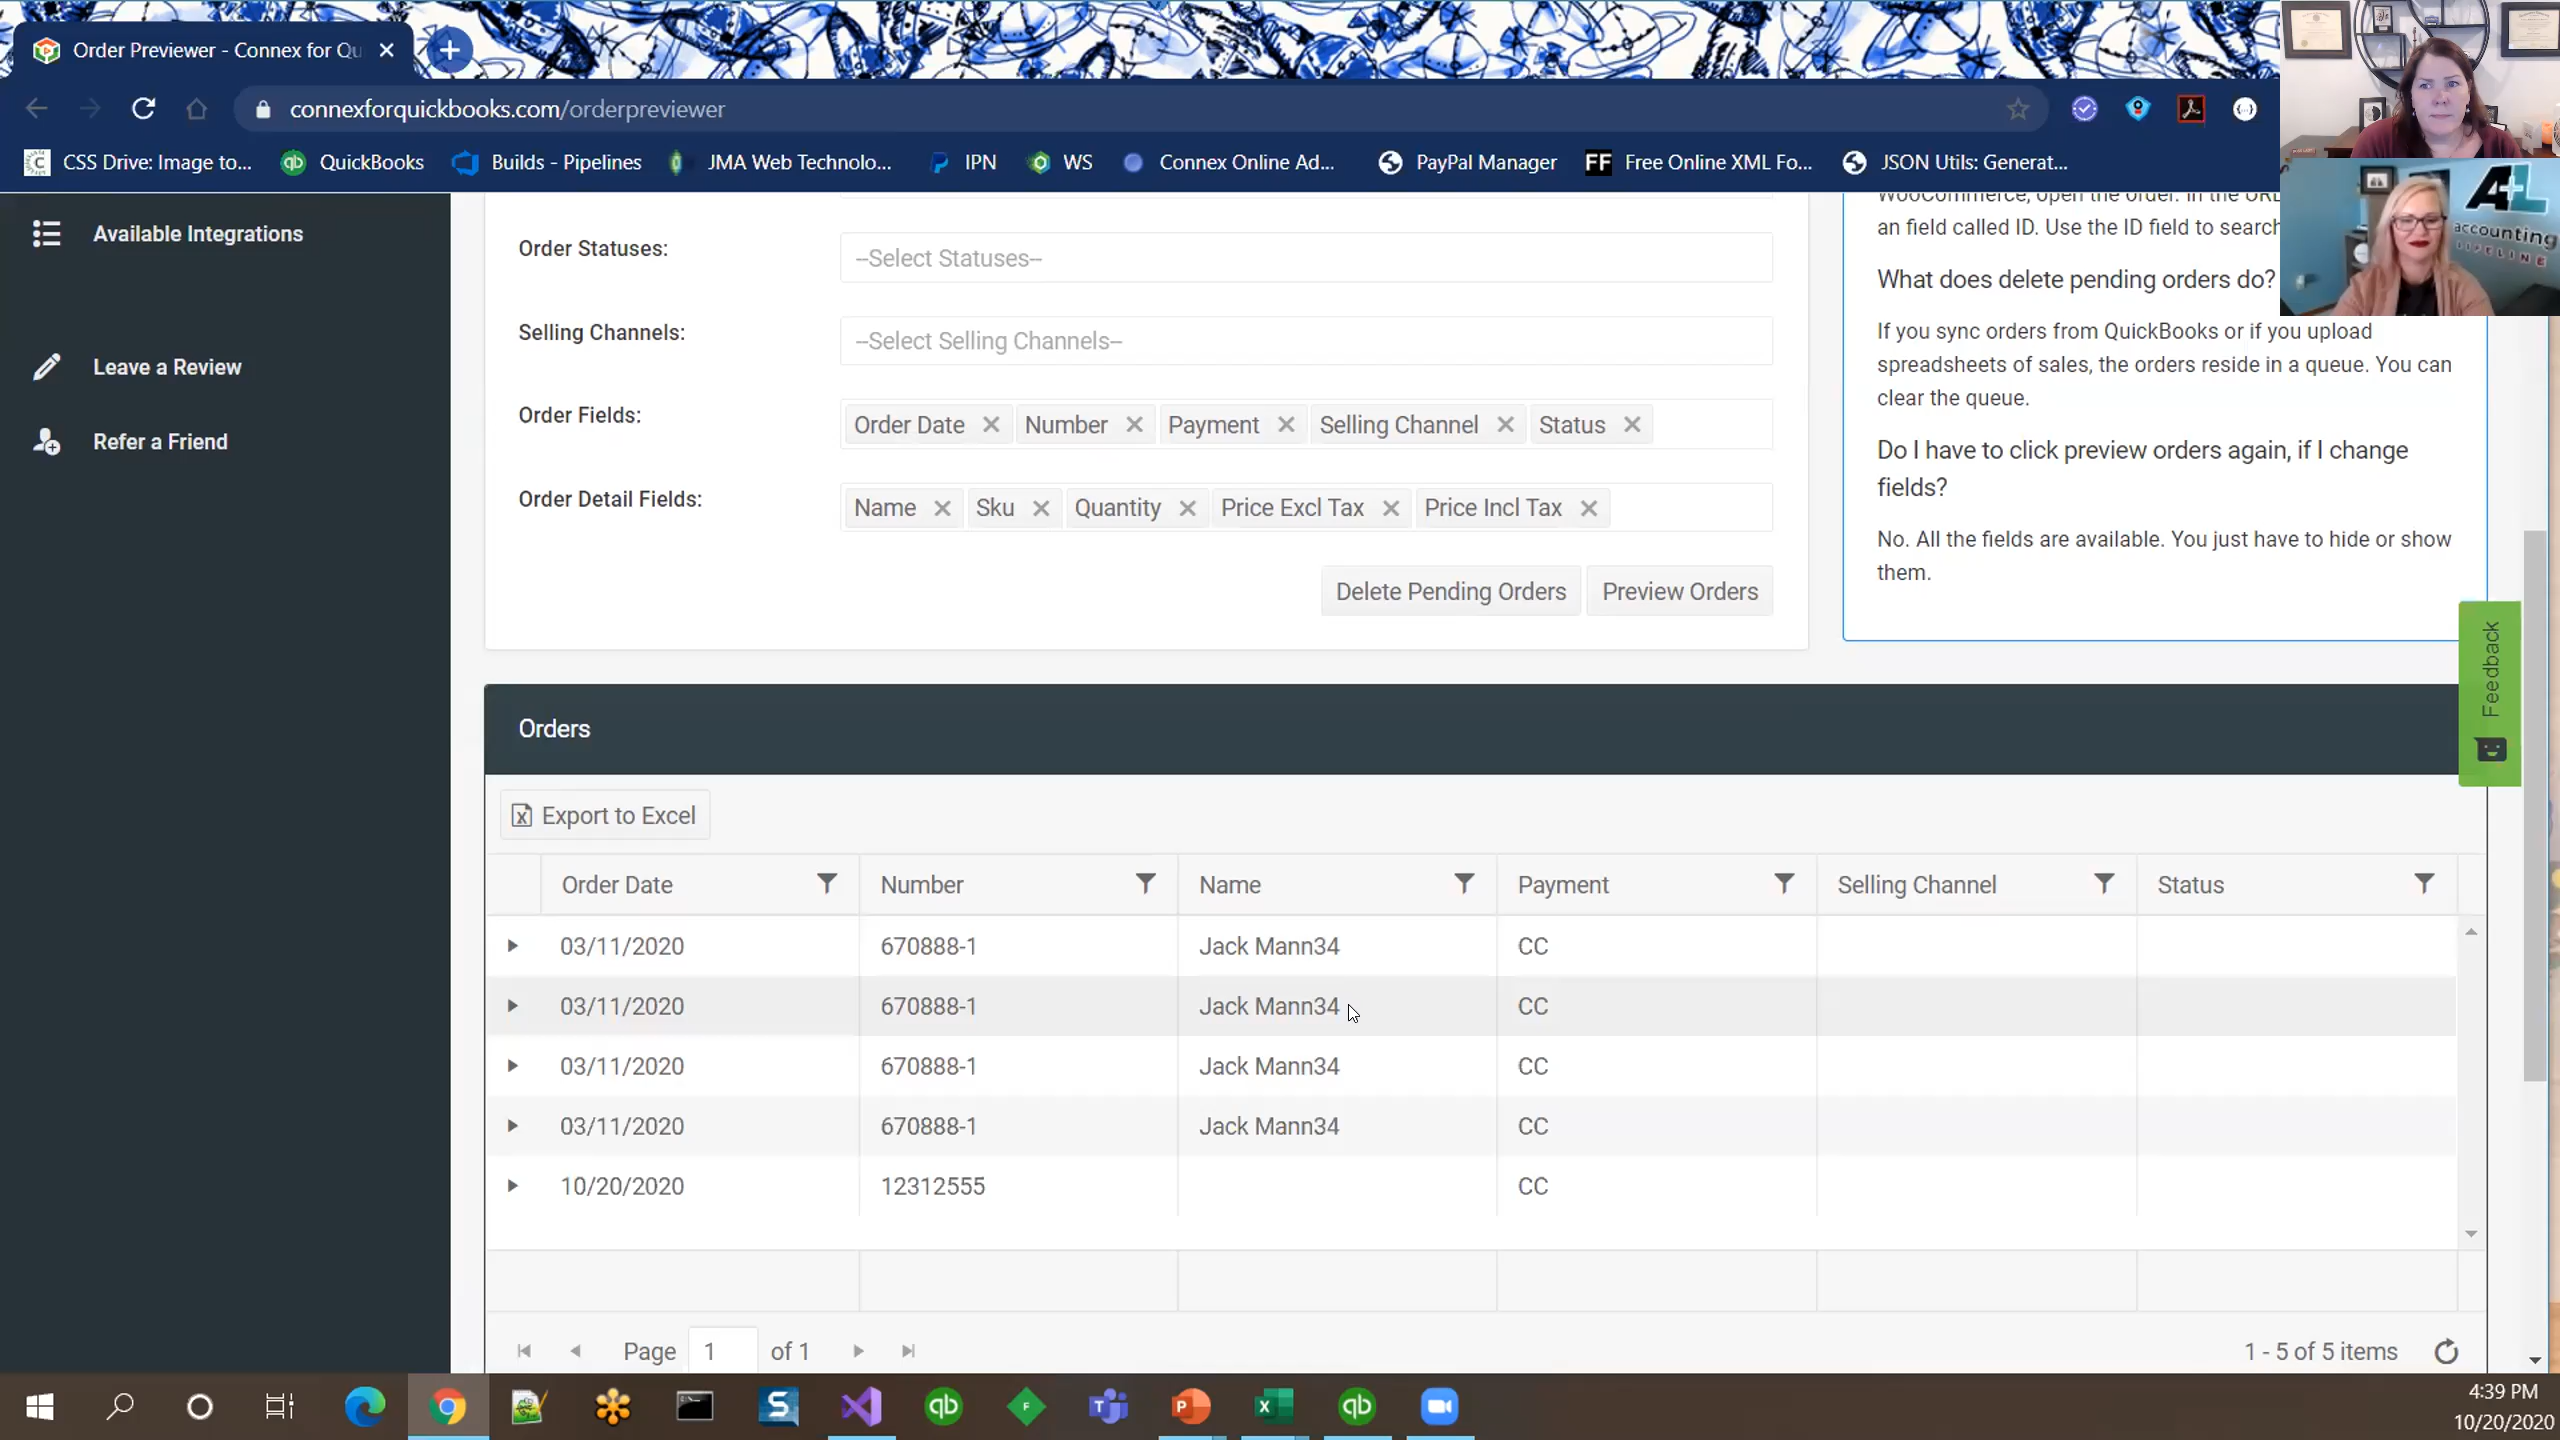 Order Previewer - Connex for Qu
connexforquickbooks.com/orderpreviewer
CSS Drive: Image to...
QuickBooks
Builds - Pipelines
JMA Web Technolo...
IPN
WS
Connex Online Ad...
PayPal Manager
FF
Free Online XML Fo...
JSON Utils: Generat...
Available Integrations
Leave a Review
Refer a Friend
Order Statuses:
--Select Statuses--
Selling Channels:
--Select Selling Channels--
Order Fields:
Order Date
Number
Payment
Selling Channel
Status
Order Detail Fields:
Name
Sku
Quantity
Price Excl Tax
Price Incl Tax
Delete Pending Orders
Preview Orders
WooCommerce, open the order. In the URL
an field called ID. Use the ID field to search
What does delete pending orders do?
If you sync orders from QuickBooks or if you upload
spreadsheets of sales, the orders reside in a queue. You can
clear the queue.
Do I have to click preview orders again, if I change
fields?
No. All the fields are available. You just have to hide or show
them.
Feedback
A+L
accounting
LIFELINE
Orders
Export to Excel
Order Date Number Name Payment Selling Channel Status
03/11/2020 670888-1 Jack Mann34 CC
03/11/2020 670888-1 Jack Mann34 CC
03/11/2020 670888-1 Jack Mann34 CC
03/11/2020 670888-1 Jack Mann34 CC
10/20/2020 12312555 CC
Page 1 of 1
1 - 5 of 5 items
4:39 PM
10/20/2020